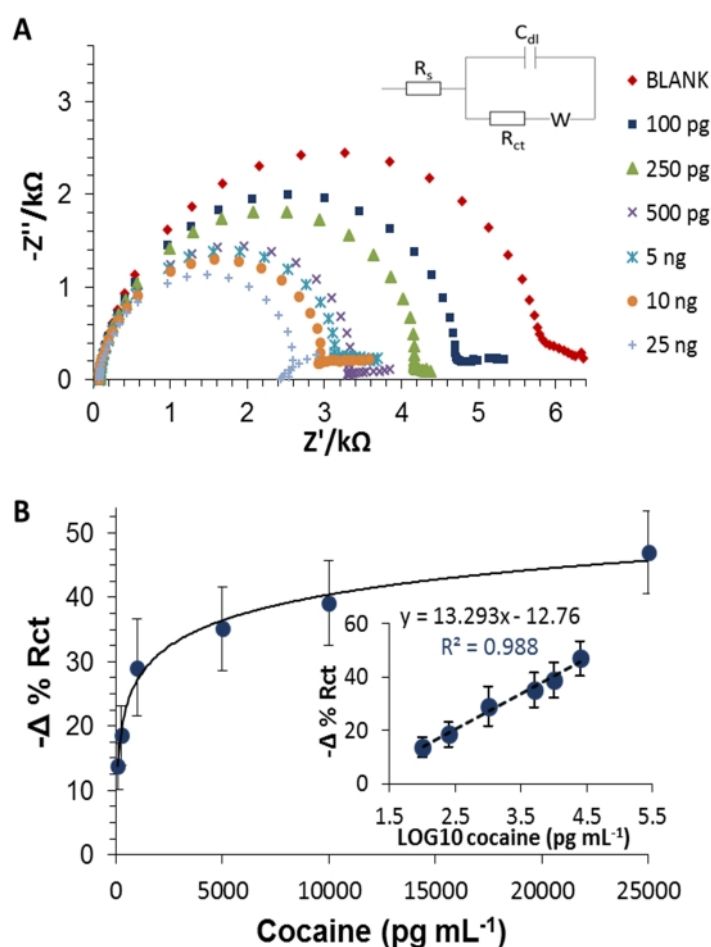 A
-Z"/kΩ
3
2
1
0
0 1 2 3 4 5 6
Z'/kΩ
Rs
Cdl
Rct
W
BLANK
100 pg
250 pg
500 pg
5 ng
10 ng
25 ng
B
-Δ % Rct
50
40
30
20
10
0
0 5000 10000 15000 20000 25000
Cocaine (pg mL⁻¹)
y = 13.293x - 12.76
R² = 0.988
-Δ % Rct
60
40
20
0
1.5 2.5 3.5 4.5 5.5
LOG10 cocaine (pg mL⁻¹)